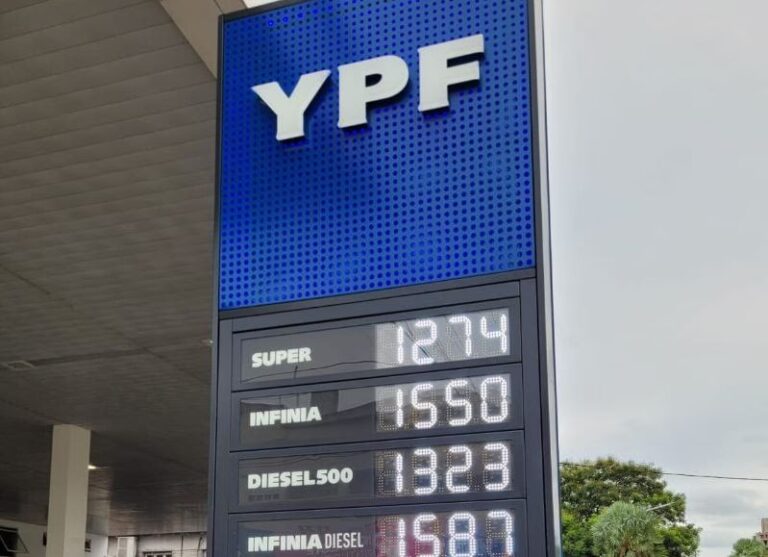 YPF
SUPER 1274
INFINIA 1550
DIESEL500 1323
INFINIA DIESEL 1587